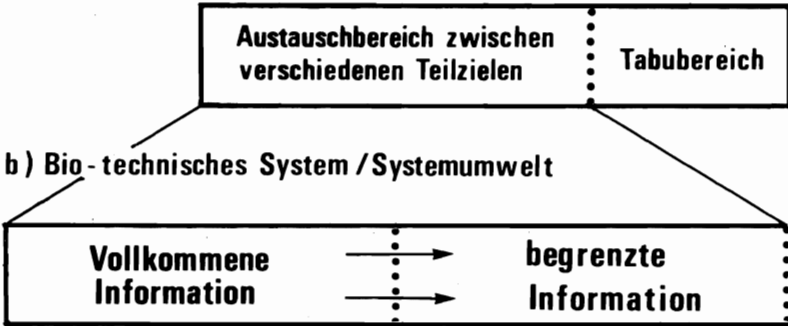 Austauschbereich zwischen
verschiedenen Teilzielen
Tabubereich
b) Bio-technisches System / Systemumwelt
Vollkommene
Information
begrenzte
Information